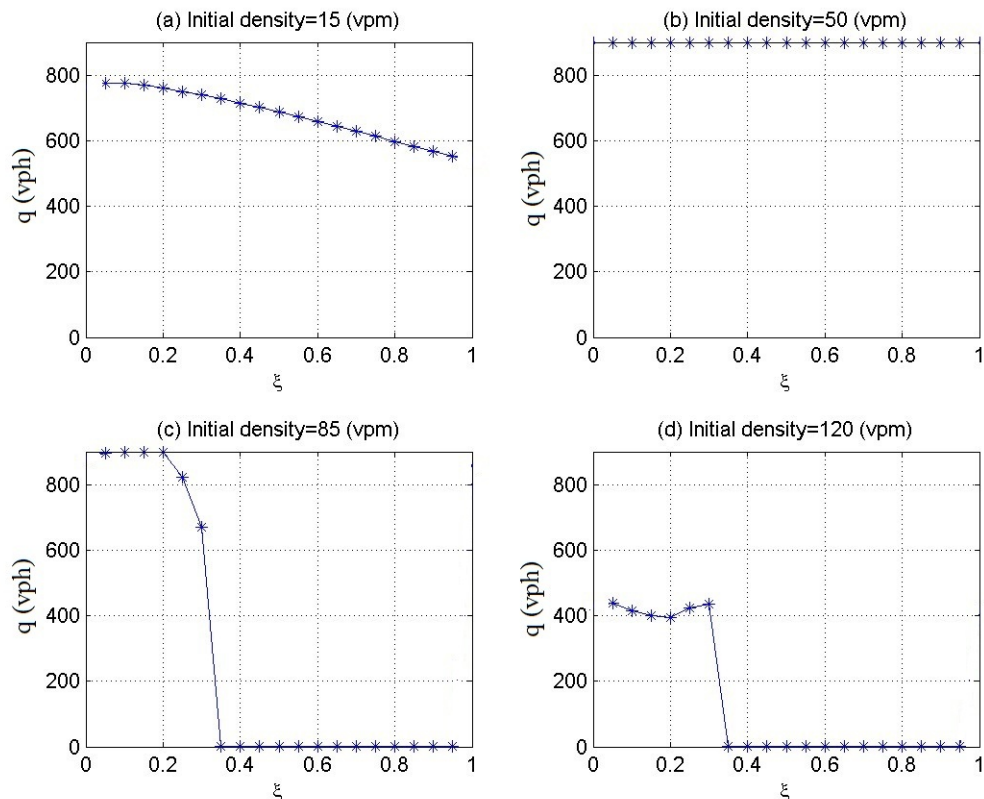 (a) Initial density=15 (vpm)
800
600
400
200
0
q (vph)
0 0.2 0.4 0.6 0.8 1
ξ
(b) Initial density=50 (vpm)
800
600
400
200
0
q (vph)
0 0.2 0.4 0.6 0.8 1
ξ
(c) Initial density=85 (vpm)
800
600
400
200
0
q (vph)
0 0.2 0.4 0.6 0.8 1
ξ
(d) Initial density=120 (vpm)
800
600
400
200
0
q (vph)
0 0.2 0.4 0.6 0.8 1
ξ